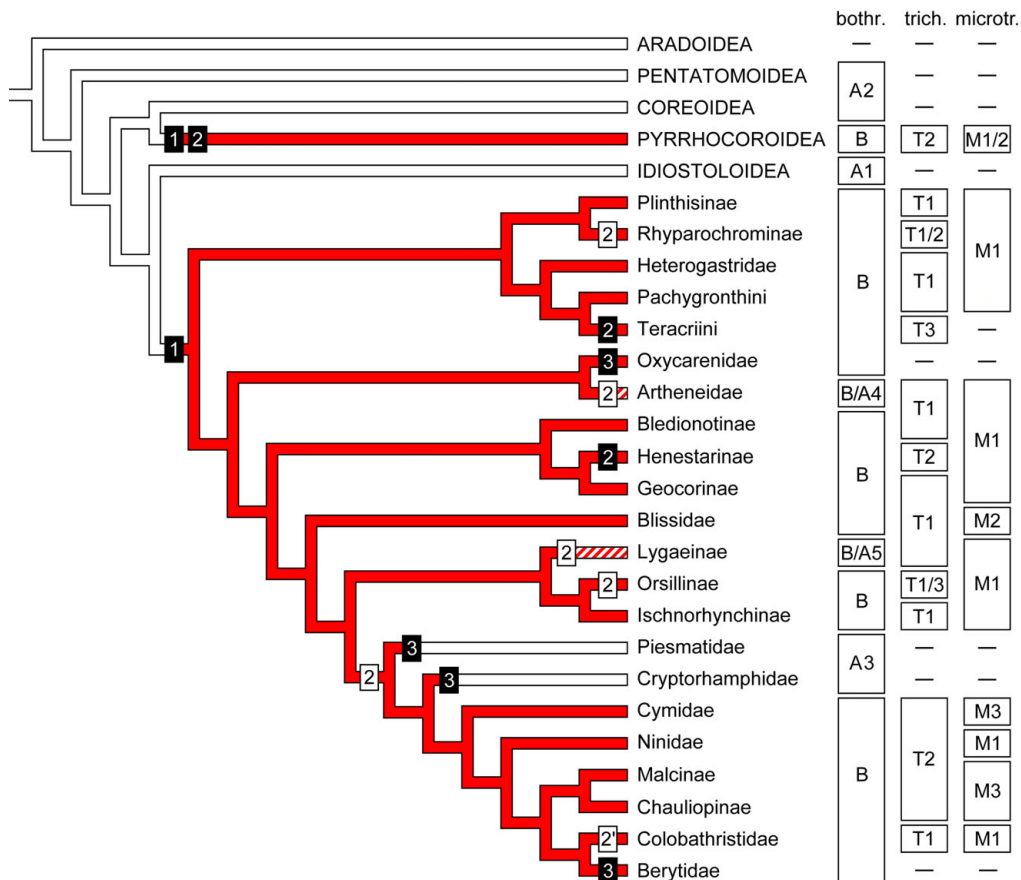 bothr. trich. microtr.
ARADOIDEA — — —
PENTATOMOIDEA — —
A2
COREOIDEA — —
1 2 PYRRHOCOROIDEA B T2 M1/2
IDIOSTOLOIDEA A1 — —
Plinthisinae T1
2 Rhyparochrominae T1/2
M1
Heterogastridae
B T1
Pachygronthini
2 Teracriini T3 —
1
3 Oxycarenidae — —
2 Artheneidae B/A4
T1
Bledionotinae
M1
2 Henestarinae T2
B
Geocorinae
Blissidae T1 M2
2 Lygaeinae B/A5
2 Orsillinae T1/3
B M1
Ischnorhynchinae T1
3 Piesmatidae — —
A3
2 3 Cryptorhamphidae — —
Cymidae M3
Ninidae M1
T2
Malcinae
B M3
Chauliopinae
2' Colobathristidae T1 M1
3 Berytidae — —